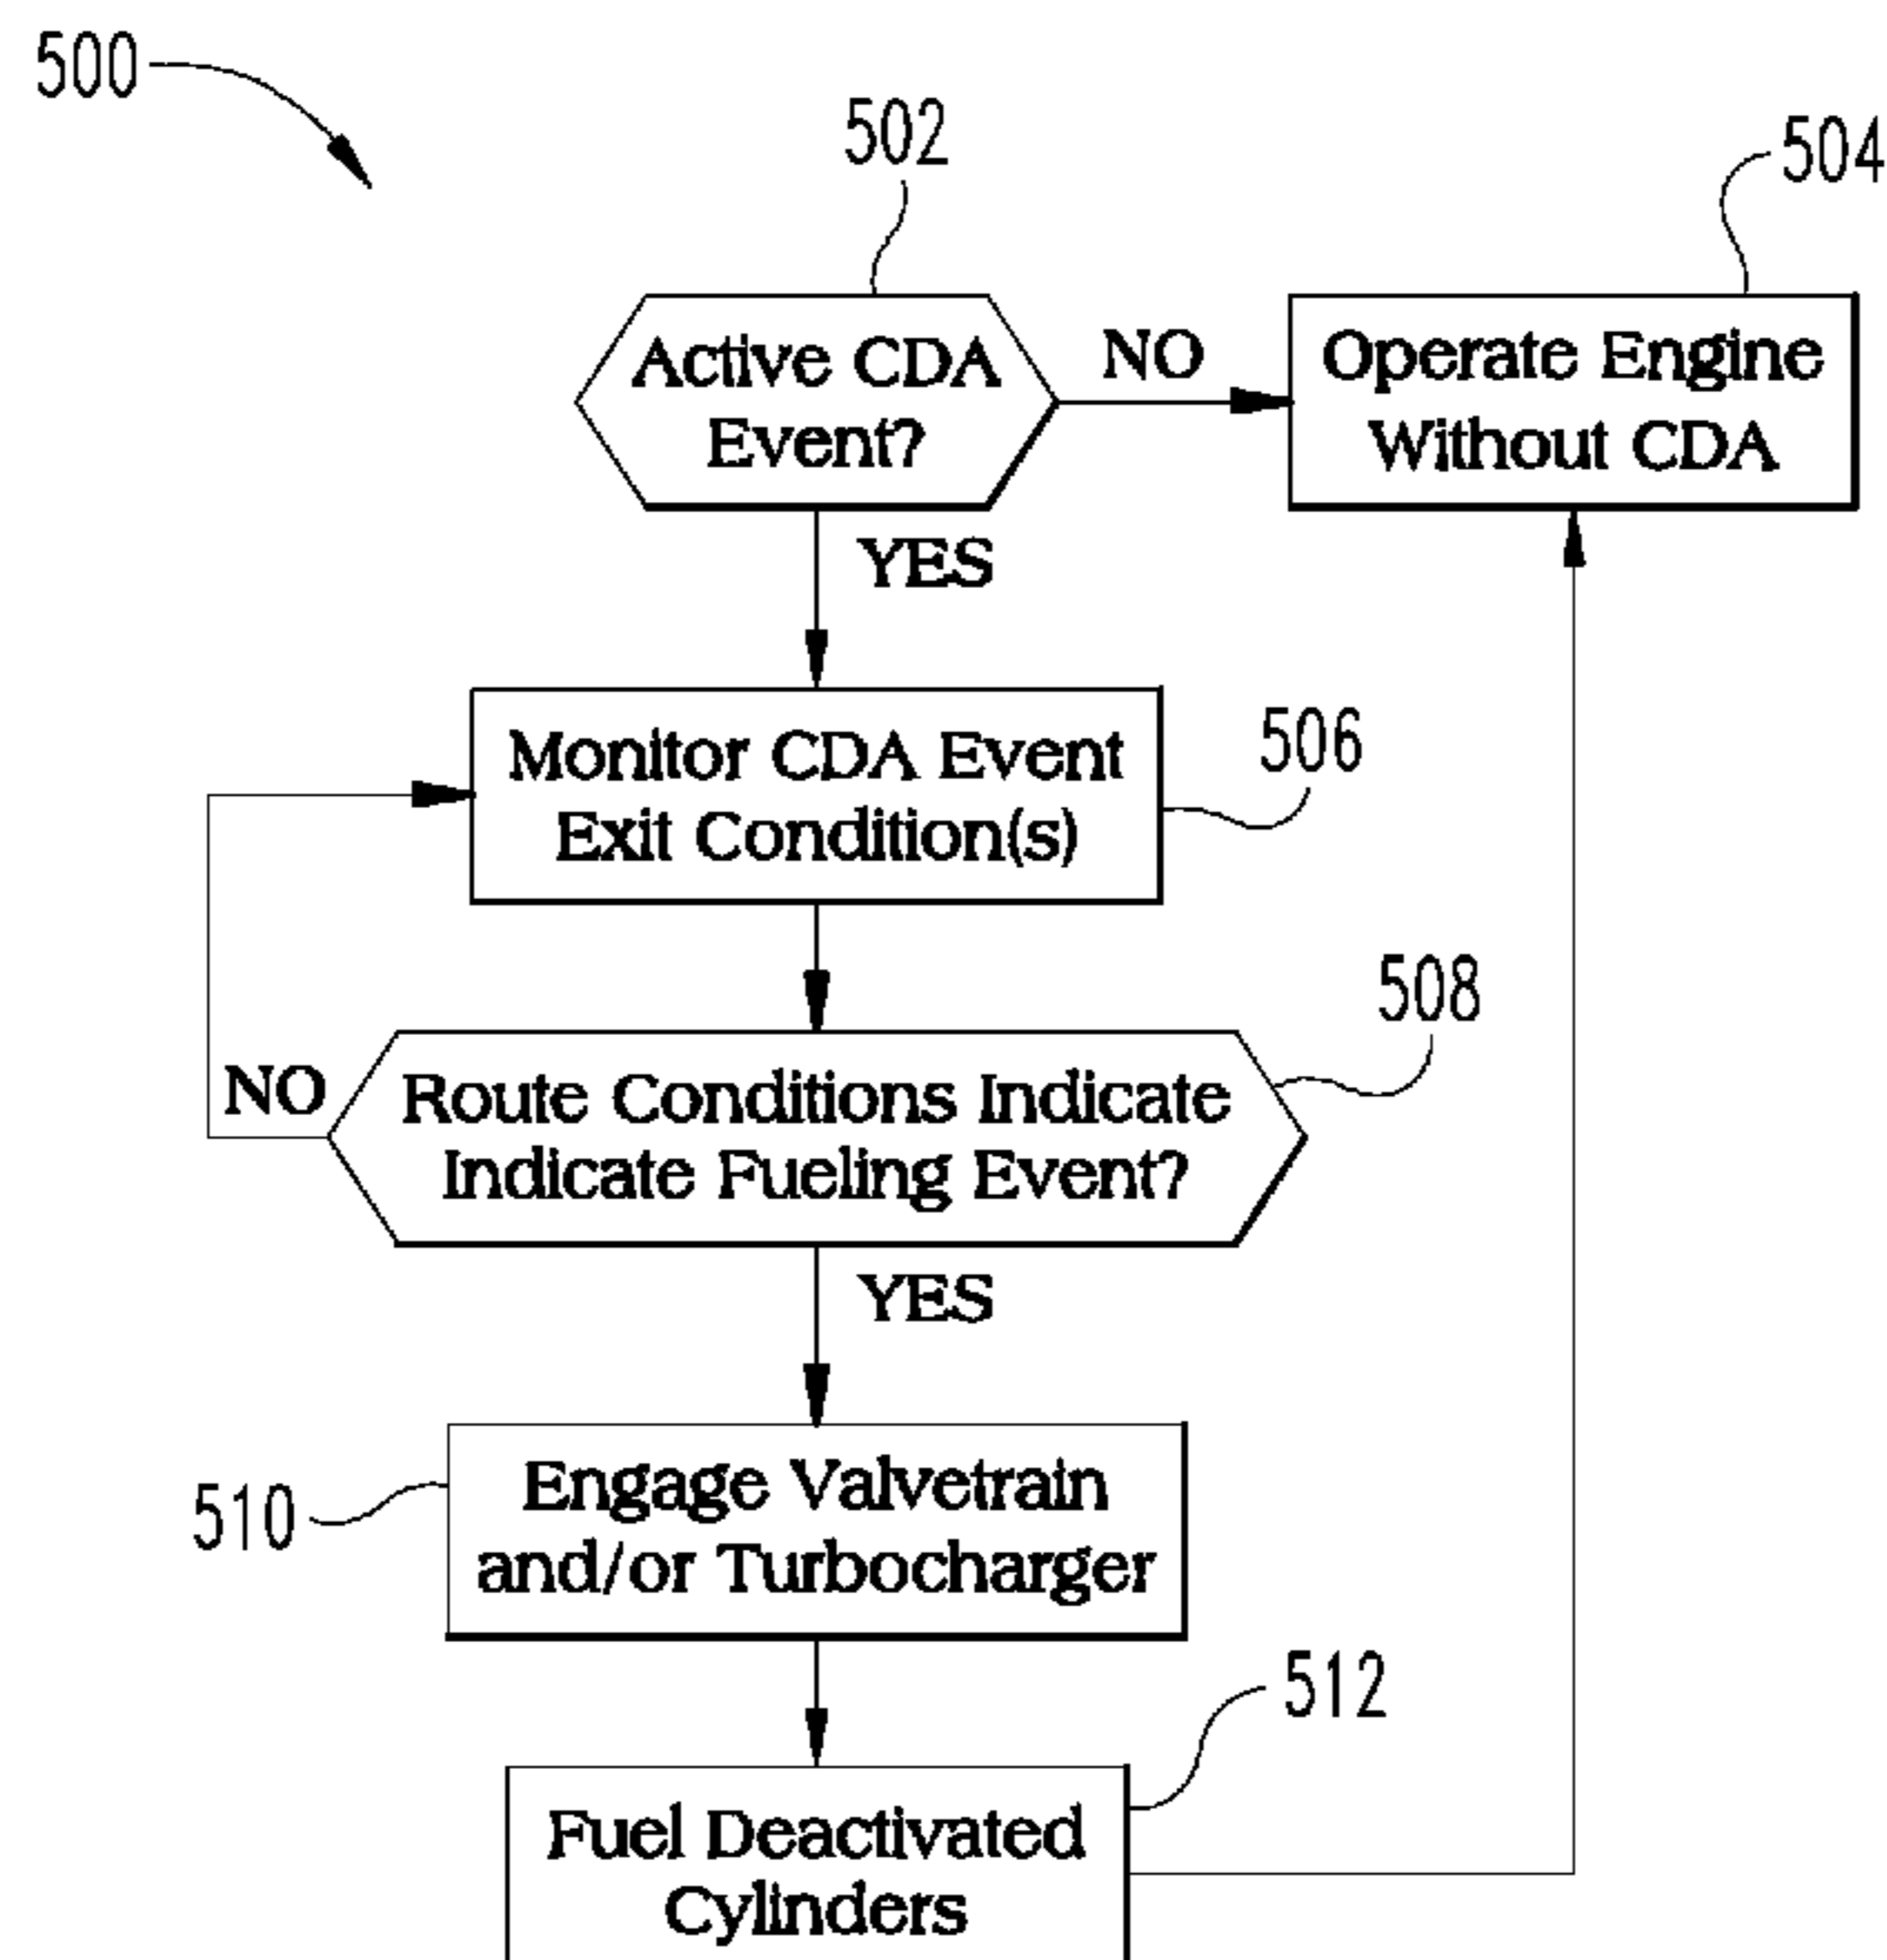 500
502
504
Active CDA
Event?
NO
Operate Engine
Without CDA
YES
Monitor CDA Event
Exit Condition(s)
506
508
NO
Route Conditions Indicate
Indicate Fueling Event?
YES
510
Engage Valvetrain
and/or Turbocharger
512
Fuel Deactivated
Cylinders